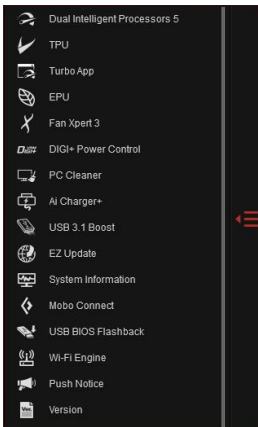 Dual Intelligent Processors 5
TPU
Turbo App
EPU
Fan Xpert 3
DIGI+ Power Control
PC Cleaner
Ai Charger+
USB 3.1 Boost
EZ Update
System Information
Mobo Connect
USB BIOS Flashback
Wi-Fi Engine
Push Notice
Ver. Version